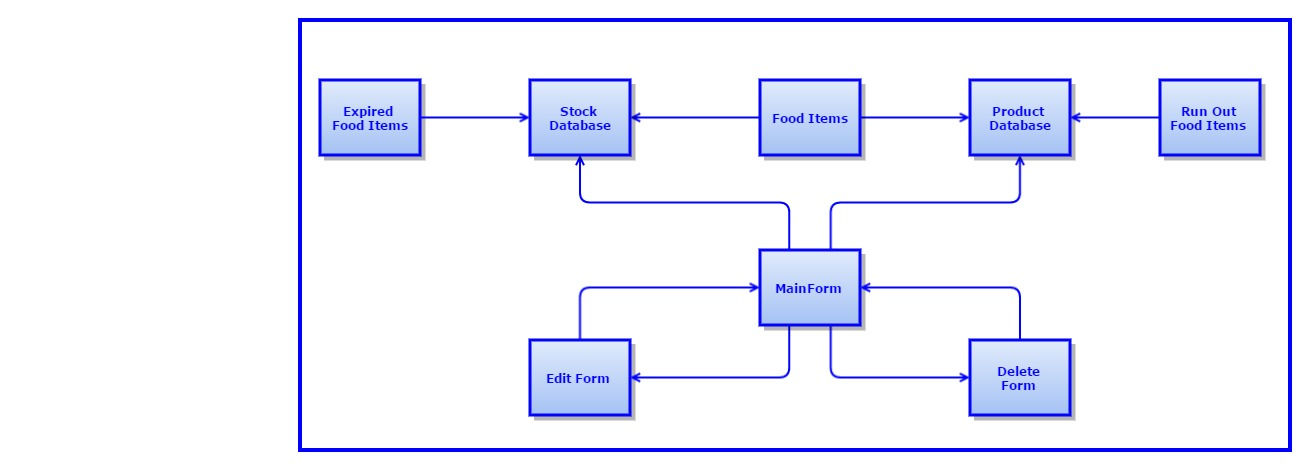 Expired
Food Items
Stock
Database
Food Items
Product
Database
Run Out
Food Items
MainForm
Edit Form
Delete
Form